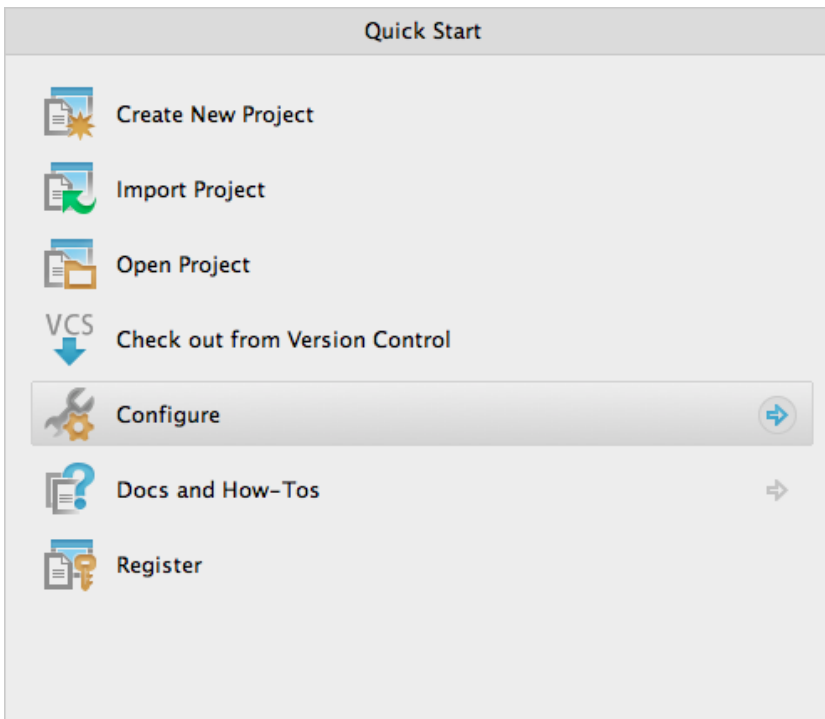 Quick Start
Create New Project
Import Project
Open Project
VCS
Check out from Version Control
Configure
Docs and How-Tos
Register